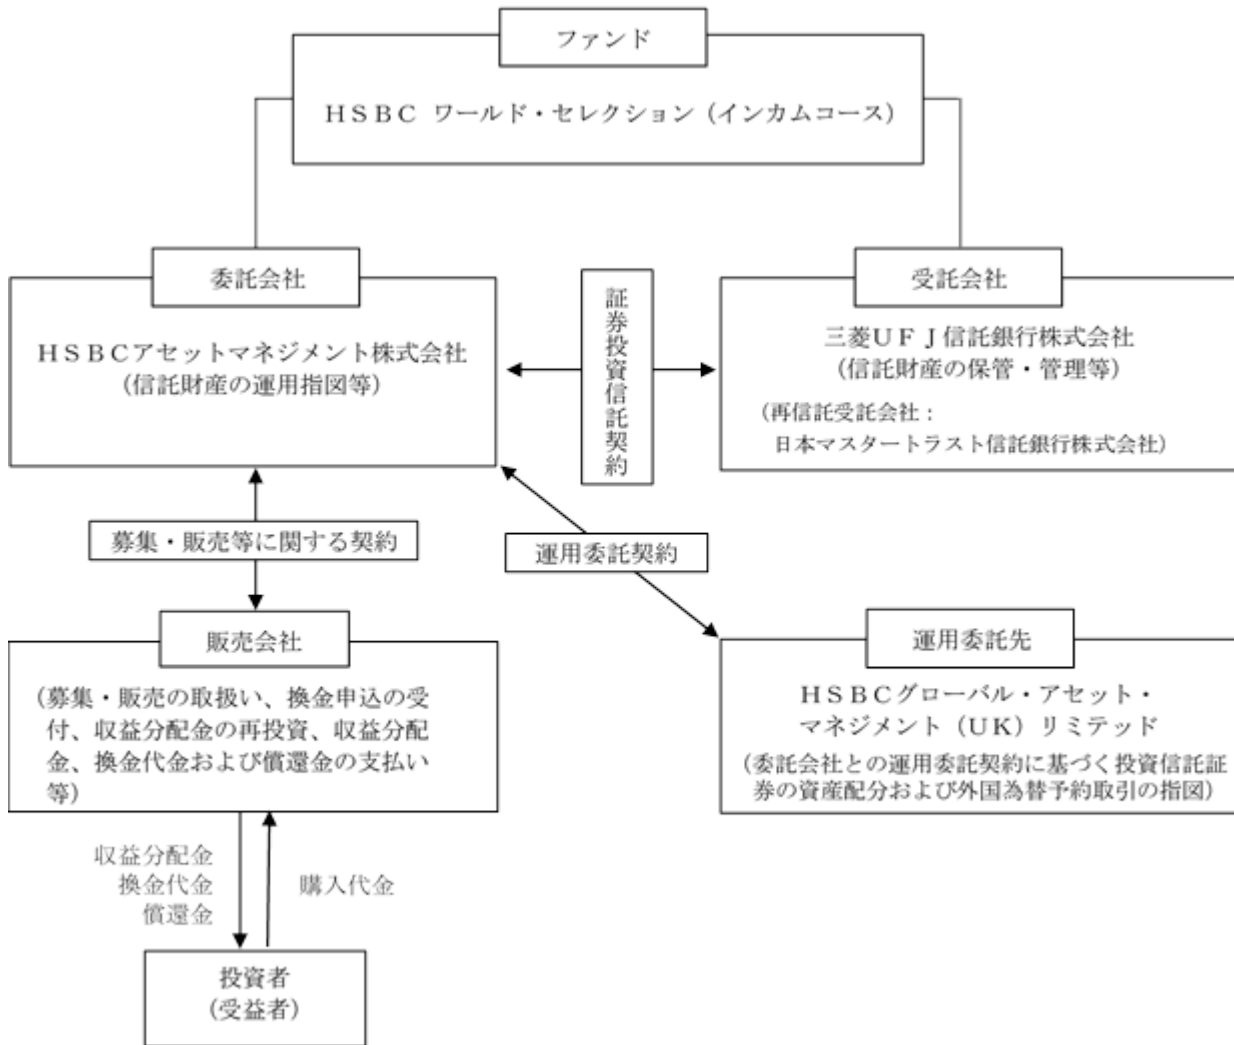 ファンド
ＨＳＢＣ ワールド・セレクション（インカムコース）
委託会社
ＨＳＢＣアセットマネジメント株式会社
（信託財産の運用指図等）
証券投資信託契約
受託会社
三菱ＵＦＪ信託銀行株式会社
（信託財産の保管・管理等）
（再信託受託会社：
日本マスタートラスト信託銀行株式会社）
募集・販売等に関する契約
運用委託契約
販売会社
（募集・販売の取扱い、換金申込の受
付、収益分配金の再投資、収益分配
金、換金代金および償還金の支払い
等）
運用委託先
ＨＳＢＣグローバル・アセット・
マネジメント（ＵＫ）リミテッド
（委託会社との運用委託契約に基づく投資信託証
券の資産配分および外国為替予約取引の指図）
収益分配金
換金代金
償還金
購入代金
投資者
（受益者）